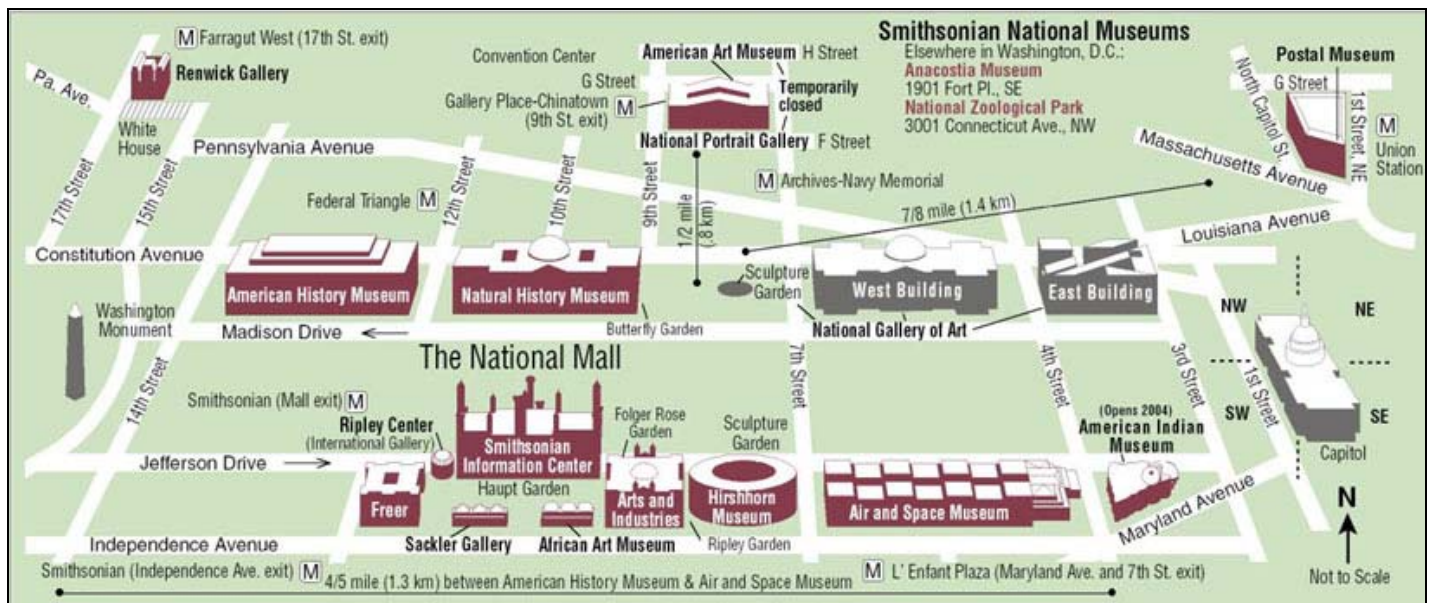 Smithsonian National Museums
Elsewhere in Washington, D.C.:
Anacostia Museum
1901 Fort Pl., SE
National Zoological Park
3001 Connecticut Ave., NW
M Farragut West (17th St. exit)
Renwick Gallery
Pa. Ave.
White
House
Convention Center
American Art Museum
H Street
G Street
Gallery Place-Chinatown
(9th St. exit)
M
Temporarily
closed
National Portrait Gallery
F Street
Postal Museum
G Street
North Capitol St.
1st Street, NE
M
Union
Station
Massachusetts Avenue
Louisiana Avenue
Pennsylvania Avenue
17th Street
15th Street
12th Street
10th Street
9th Street
Federal Triangle M
M Archives-Navy Memorial
1/2 mile
(.8 km)
7/8 mile (1.4 km)
Constitution Avenue
American History Museum
Natural History Museum
Sculpture
Garden
West Building
East Building
National Gallery of Art
Butterfly Garden
Washington
Monument
Madison Drive
The National Mall
14th Street
7th Street
4th Street
3rd Street
1st Street
NW
NE
SW
SE
Capitol
Smithsonian (Mall exit) M
Ripley Center
(International Gallery)
Smithsonian
Information Center
Folger Rose
Garden
Sculpture
Garden
(Opens 2004)
American Indian
Museum
Jefferson Drive
Freer
Haupt Garden
Arts and
Industries
Hirshhorn
Museum
Air and Space Museum
Maryland Avenue
Sackler Gallery
African Art Museum
Ripley Garden
Independence Avenue
N
Not to Scale
Smithsonian (Independence Ave. exit) M
4/5 mile (1.3 km) between American History Museum & Air and Space Museum
M L' Enfant Plaza (Maryland Ave. and 7th St. exit)